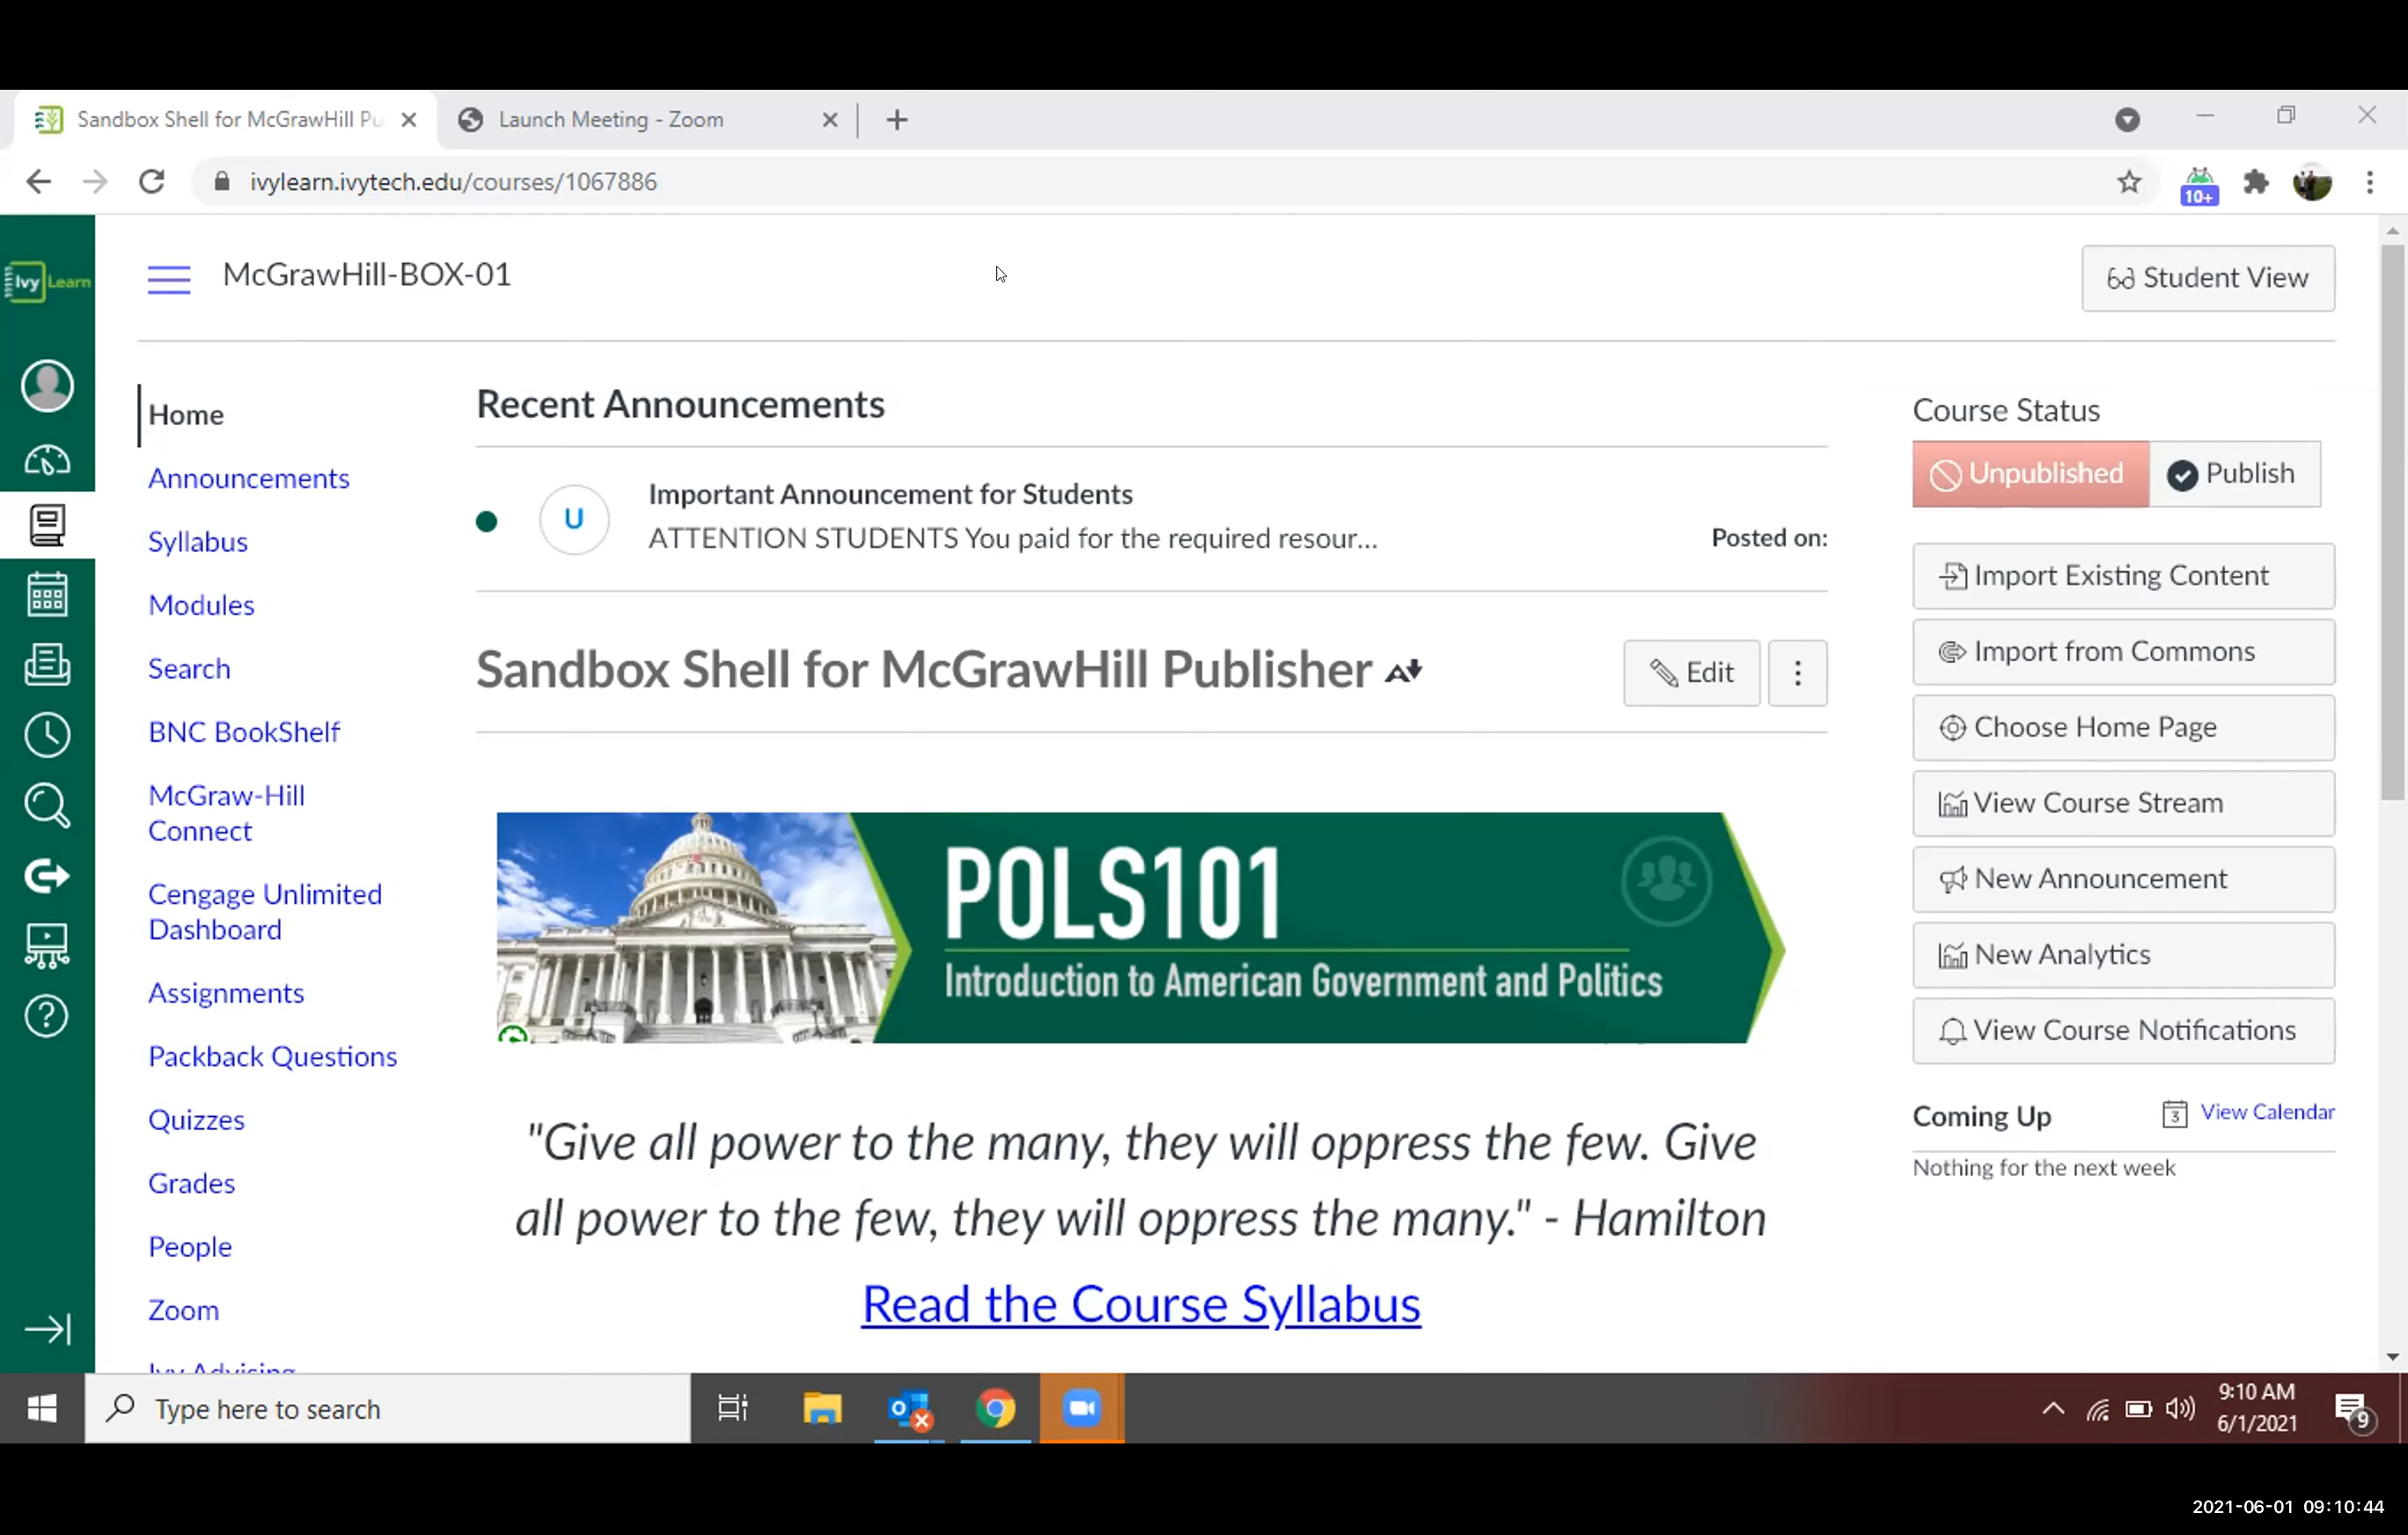 Sandbox Shell for McGrawHill Pu
Launch Meeting - Zoom
ivylearn.ivytech.edu/courses/1067886
10+
Ivy Learn
McGrawHill-BOX-01
Student View
Home
Announcements
Syllabus
Modules
Search
BNC BookShelf
McGraw-Hill
Connect
Cengage Unlimited
Dashboard
Assignments
Packback Questions
Quizzes
Grades
People
Zoom
Ivy Advising
Recent Announcements
U
Important Announcement for Students
ATTENTION STUDENTS You paid for the required resour...
Posted on:
Sandbox Shell for McGrawHill Publisher
Edit
POLS101
Introduction to American Government and Politics
"Give all power to the many, they will oppress the few. Give
all power to the few, they will oppress the many." - Hamilton
Read the Course Syllabus
Course Status
Unpublished
Publish
Import Existing Content
Import from Commons
Choose Home Page
View Course Stream
New Announcement
New Analytics
View Course Notifications
Coming Up
3
View Calendar
Nothing for the next week
Type here to search
9:10 AM
6/1/2021
9
2021-06-01 09:10:44